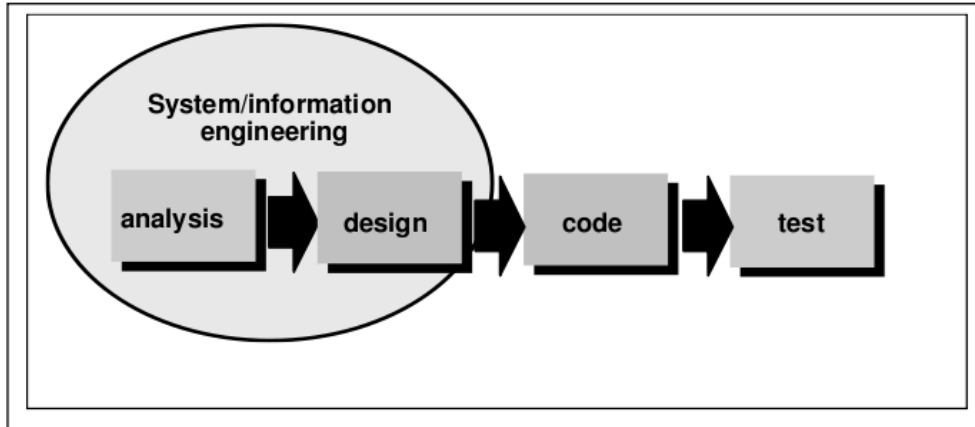 System/information
engineering
analysis
design
code
test